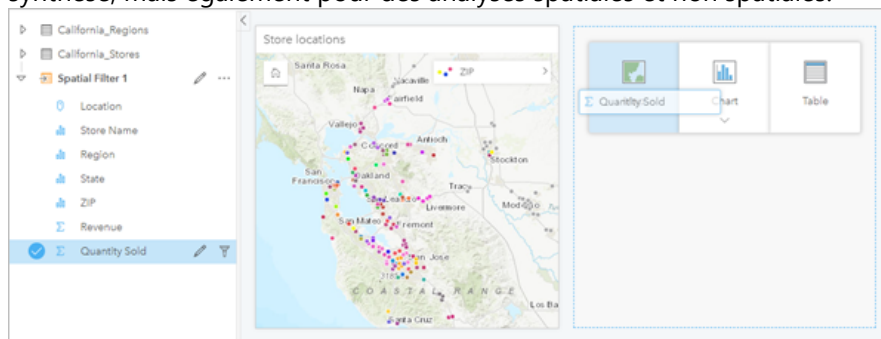 synthèse, mais également pour des analyses spatiales et non spatiales.
California_Regions
California_Stores
Spatial Filter 1
Location
Store Name
Region
State
ZIP
Revenue
Quantity Sold
Store locations
ZIP
Santa Rosa
Vacaville
Napa
Fairfield
Vallejo
Concord
Antioch
Stockton
San Francisco
Oakland
Tracy
San Leandro
Livermore
Modesto
San Mateo
Fremont
San Jose
COASTAL RANGE
Los Ba
Santa Cruz
Quantity Sold
Chart
Table